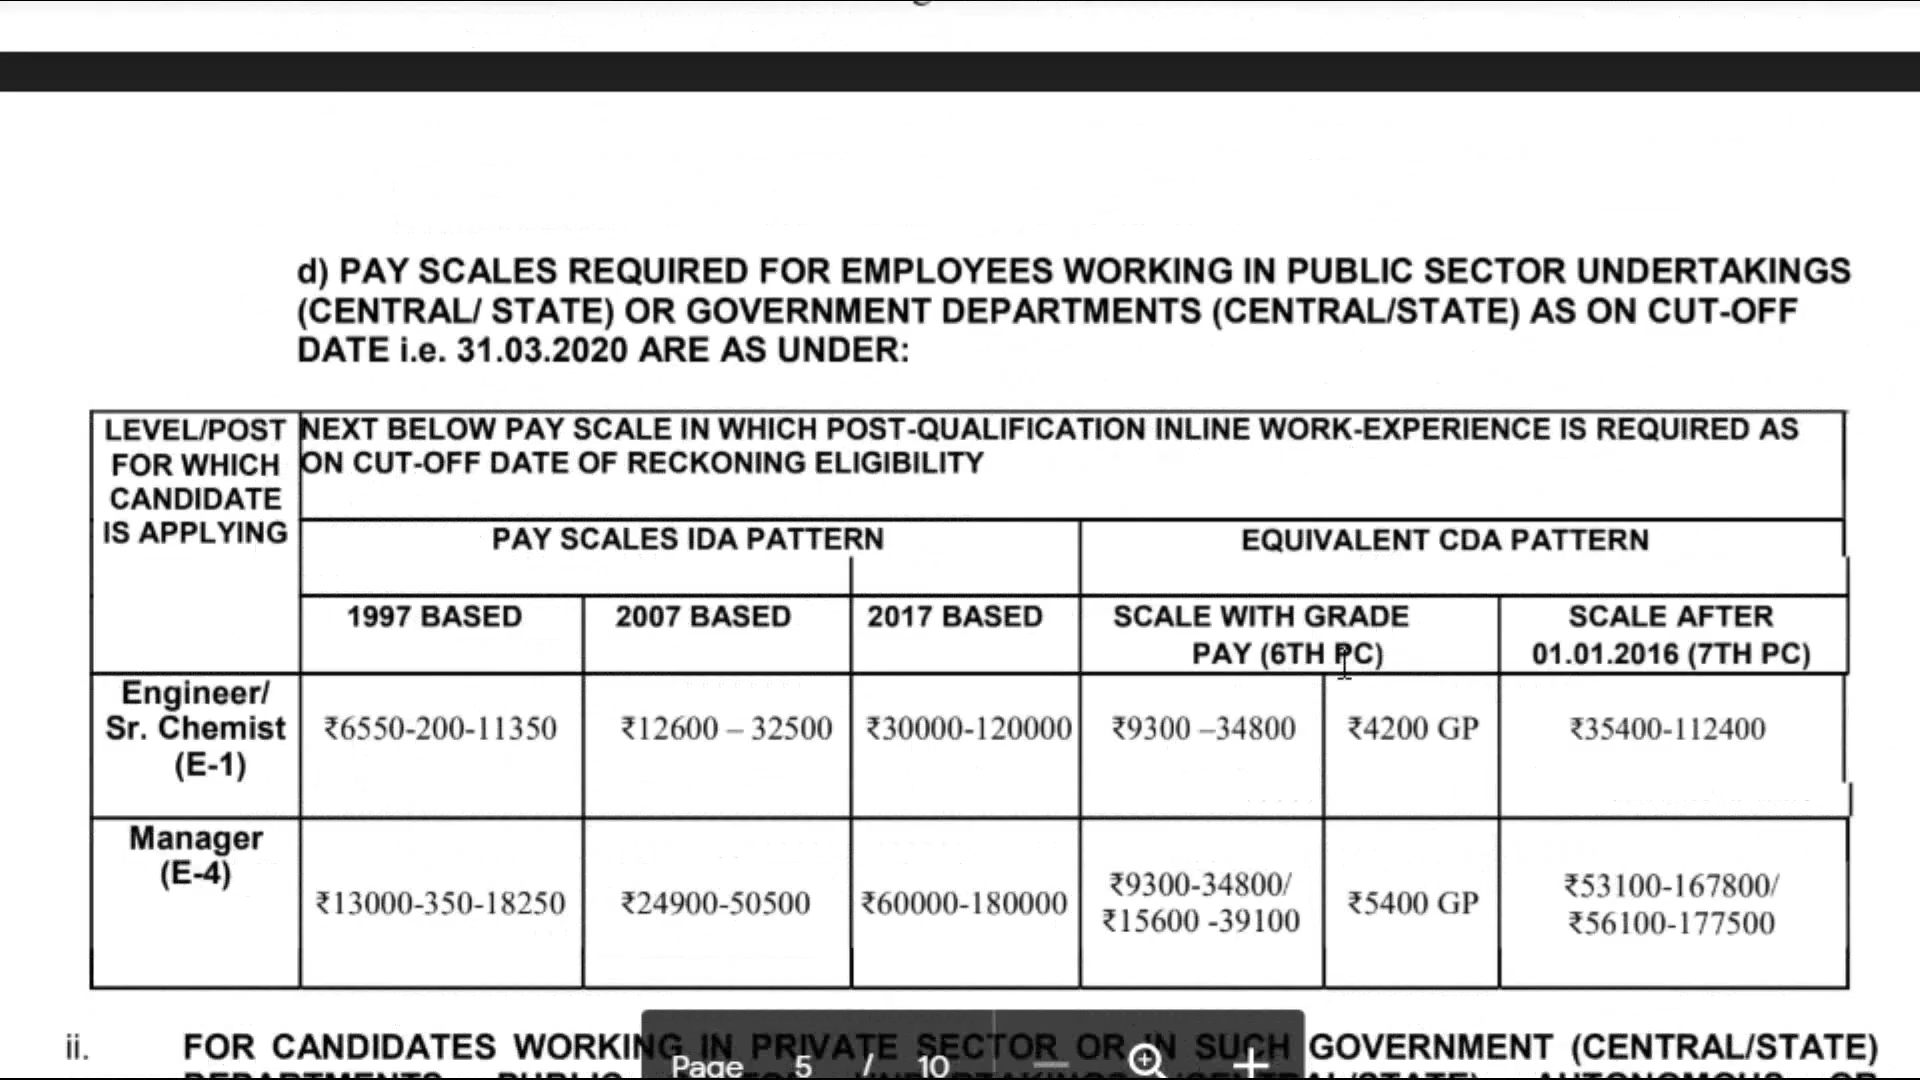 d) PAY SCALES REQUIRED FOR EMPLOYEES WORKING IN PUBLIC SECTOR UNDERTAKINGS
(CENTRAL/ STATE) OR GOVERNMENT DEPARTMENTS (CENTRAL/STATE) AS ON CUT-OFF
DATE i.e. 31.03.2020 ARE AS UNDER:
LEVEL/POST
FOR WHICH
CANDIDATE
IS APPLYING
NEXT BELOW PAY SCALE IN WHICH POST-QUALIFICATION INLINE WORK-EXPERIENCE IS REQUIRED AS
ON CUT-OFF DATE OF RECKONING ELIGIBILITY
PAY SCALES IDA PATTERN
EQUIVALENT CDA PATTERN
1997 BASED
2007 BASED
2017 BASED
SCALE WITH GRADE
PAY (6TH PC)
SCALE AFTER
01.01.2016 (7TH PC)
Engineer/
Sr. Chemist
(E-1)
₹6550-200-11350
₹12600 – 32500
₹30000-120000
₹9300 –34800
₹4200 GP
₹35400-112400
Manager
(E-4)
₹13000-350-18250
₹24900-50500
₹60000-180000
₹9300-34800/
₹15600 -39100
₹5400 GP
₹53100-167800/
₹56100-177500
ii. FOR CANDIDATES WORKING IN PRIVATE SECTOR OR IN SUCH GOVERNMENT (CENTRAL/STATE)
Page 5 / 10